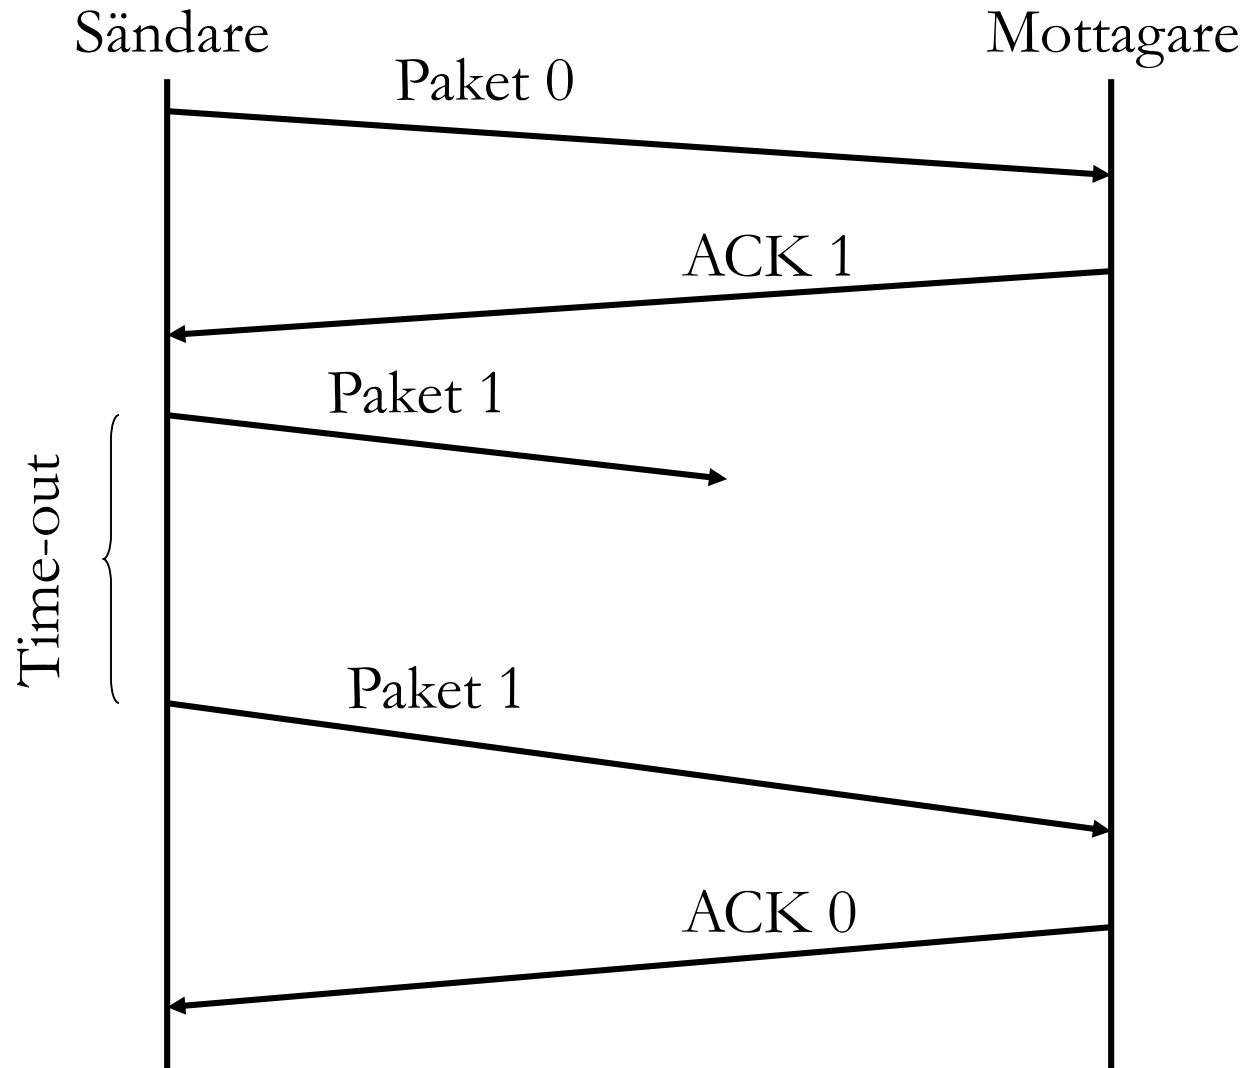 Sändare
Mottagare
Paket 0
ACK 1
Paket 1
Time-out
Paket 1
ACK 0